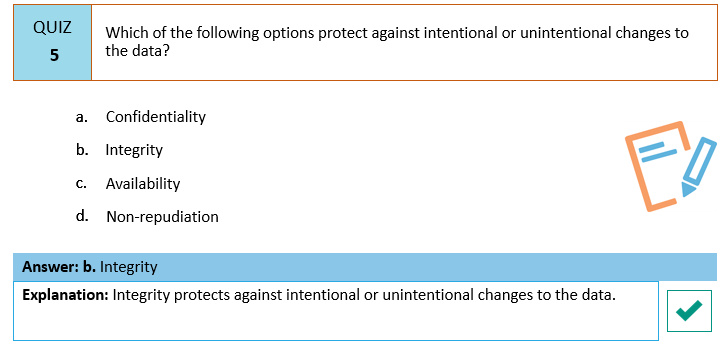 QUIZ
5
Which of the following options protect against intentional or unintentional changes to
the data?
a. Confidentiality
b. Integrity
c. Availability
d. Non-repudiation
Answer: b. Integrity
Explanation: Integrity protects against intentional or unintentional changes to the data.